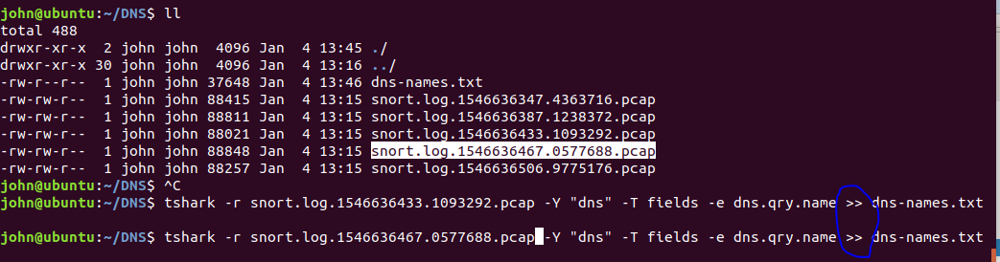 john@ubuntu:~/DNS$ ll
total 488
drwxr-xr-x  2 john john  4096 Jan  4 13:45 ./
drwxr-xr-x 30 john john  4096 Jan  4 13:16 ../
-rw-r--r--  1 john john 37648 Jan  4 13:46 dns-names.txt
-rw-rw-r--  1 john john 88415 Jan  4 13:15 snort.log.1546636347.4363716.pcap
-rw-rw-r--  1 john john 88811 Jan  4 13:15 snort.log.1546636387.1238372.pcap
-rw-rw-r--  1 john john 88021 Jan  4 13:15 snort.log.1546636433.1093292.pcap
-rw-rw-r--  1 john john 88848 Jan  4 13:15 snort.log.1546636467.0577688.pcap
-rw-rw-r--  1 john john 88257 Jan  4 13:15 snort.log.1546636506.9775176.pcap
john@ubuntu:~/DNS$ ^C
john@ubuntu:~/DNS$ tshark -r snort.log.1546636433.1093292.pcap -Y "dns" -T fields -e dns.qry.name >> dns-names.txt
john@ubuntu:~/DNS$ tshark -r snort.log.1546636467.0577688.pcap -Y "dns" -T fields -e dns.qry.name >> dns-names.txt